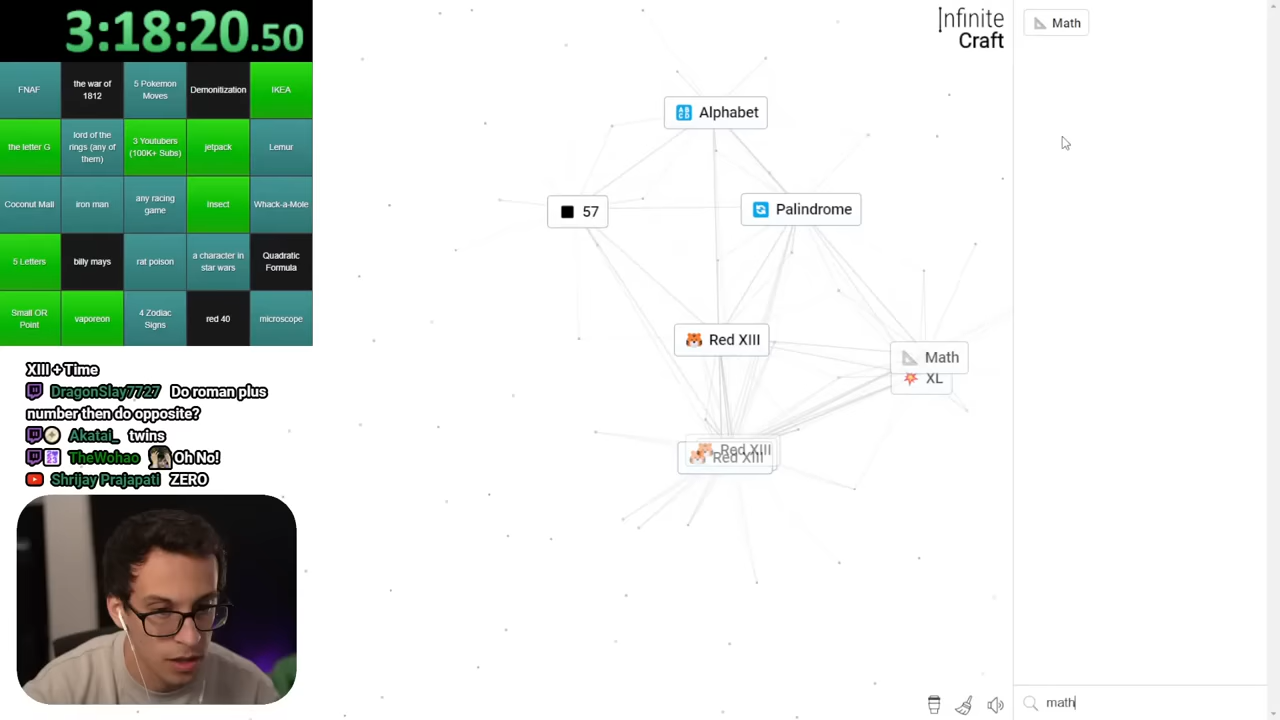 3:18:20.50
FNAF
the war of
1812
5 Pokemon
Moves
Demonitization
IKEA
the letter G
lord of the
rings (any of
them)
3 Youtubers
(100K+ Subs)
jetpack
Lemur
Coconut Mall
iron man
any racing
game
Insect
Whack-a-Mole
5 Letters
billy mays
rat poison
a character in
star wars
Quadratic
Formula
Small OR
Point
vaporeon
4 Zodiac
Signs
red 40
microscope
XIII + Time
DragonSlay7727 Do roman plus
number then do opposite?
Akatai_ twins
TheWohao Oh No!
Shrijay Prajapati ZERO
Infinite
Craft
Alphabet
57
Palindrome
Red XIII
Math
XL
Red XIII
Red XIII
Math
math